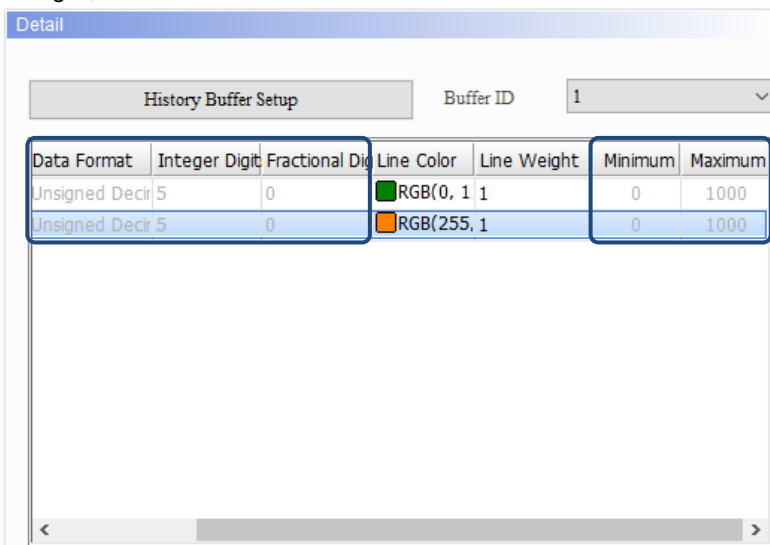 Detail
History Buffer Setup Buffer ID 1
Data Format Integer Digit Fractional Dig Line Color Line Weight Minimum Maximum
Unsigned Decir 5 0 RGB(0, 1 1 0 1000
Unsigned Decir 5 0 RGB(255, 1 0 1000